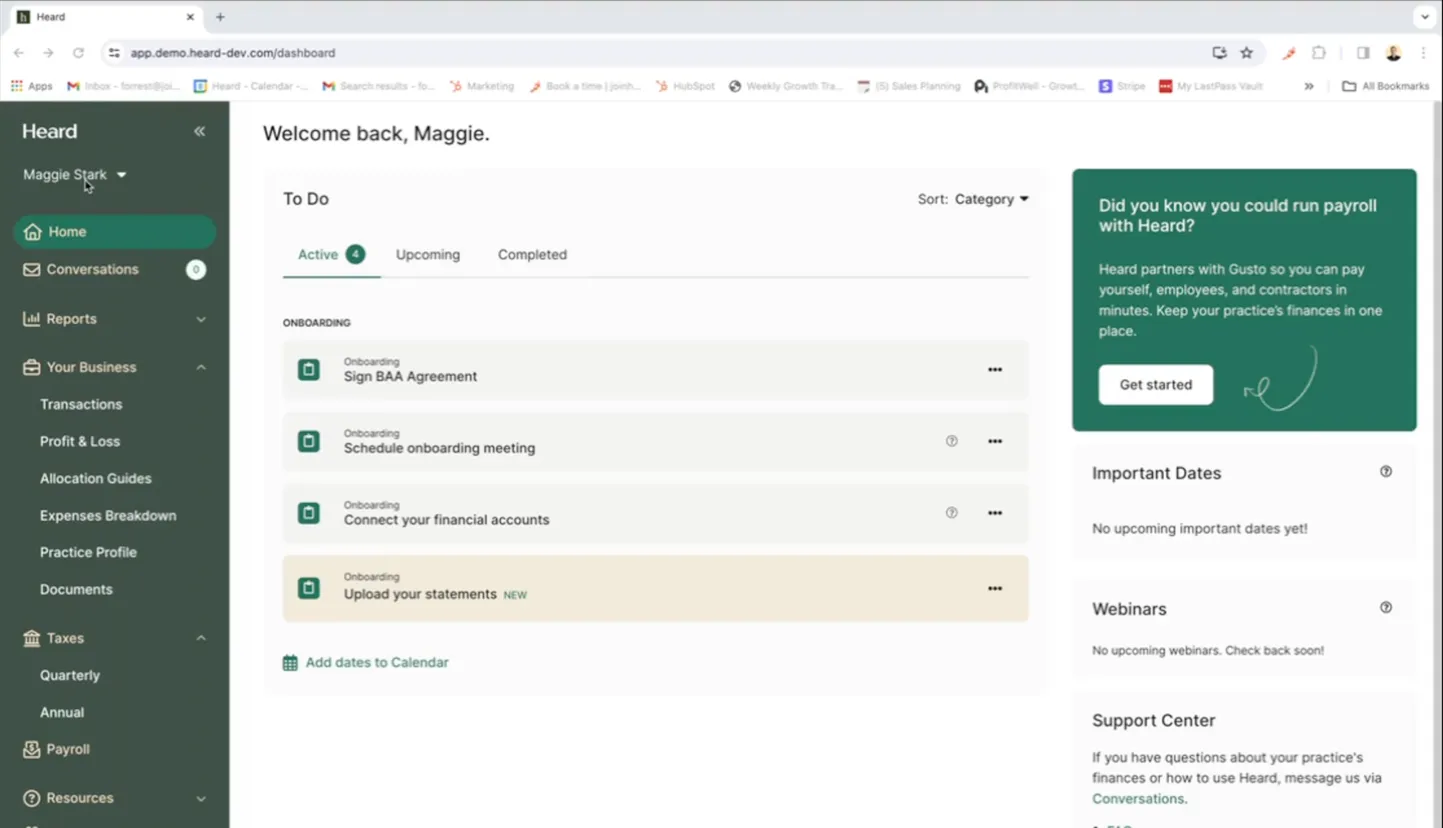 Heard
app.demo.heard-dev.com/dashboard
Apps
Inbox - forrest@joi...
Heard - Calendar -...
Search results - fo...
Marketing
Book a time | joinh...
HubSpot
Weekly Growth Tra...
(5) Sales Planning
ProfitWell - Growt...
Stripe
My LastPass Vault
All Bookmarks
Heard
Maggie Stark
Home
Conversations 0
Reports
Your Business
Transactions
Profit & Loss
Allocation Guides
Expenses Breakdown
Practice Profile
Documents
Taxes
Quarterly
Annual
Payroll
Resources
Welcome back, Maggie.
To Do
Sort: Category
Active 4 Upcoming Completed
ONBOARDING
Onboarding
Sign BAA Agreement
Onboarding
Schedule onboarding meeting
Onboarding
Connect your financial accounts
Onboarding
Upload your statements NEW
Add dates to Calendar
Did you know you could run payroll
with Heard?
Heard partners with Gusto so you can pay
yourself, employees, and contractors in
minutes. Keep your practice's finances in one
place.
Get started
Important Dates
No upcoming important dates yet!
Webinars
No upcoming webinars. Check back soon!
Support Center
If you have questions about your practice's
finances or how to use Heard, message us via
Conversations.